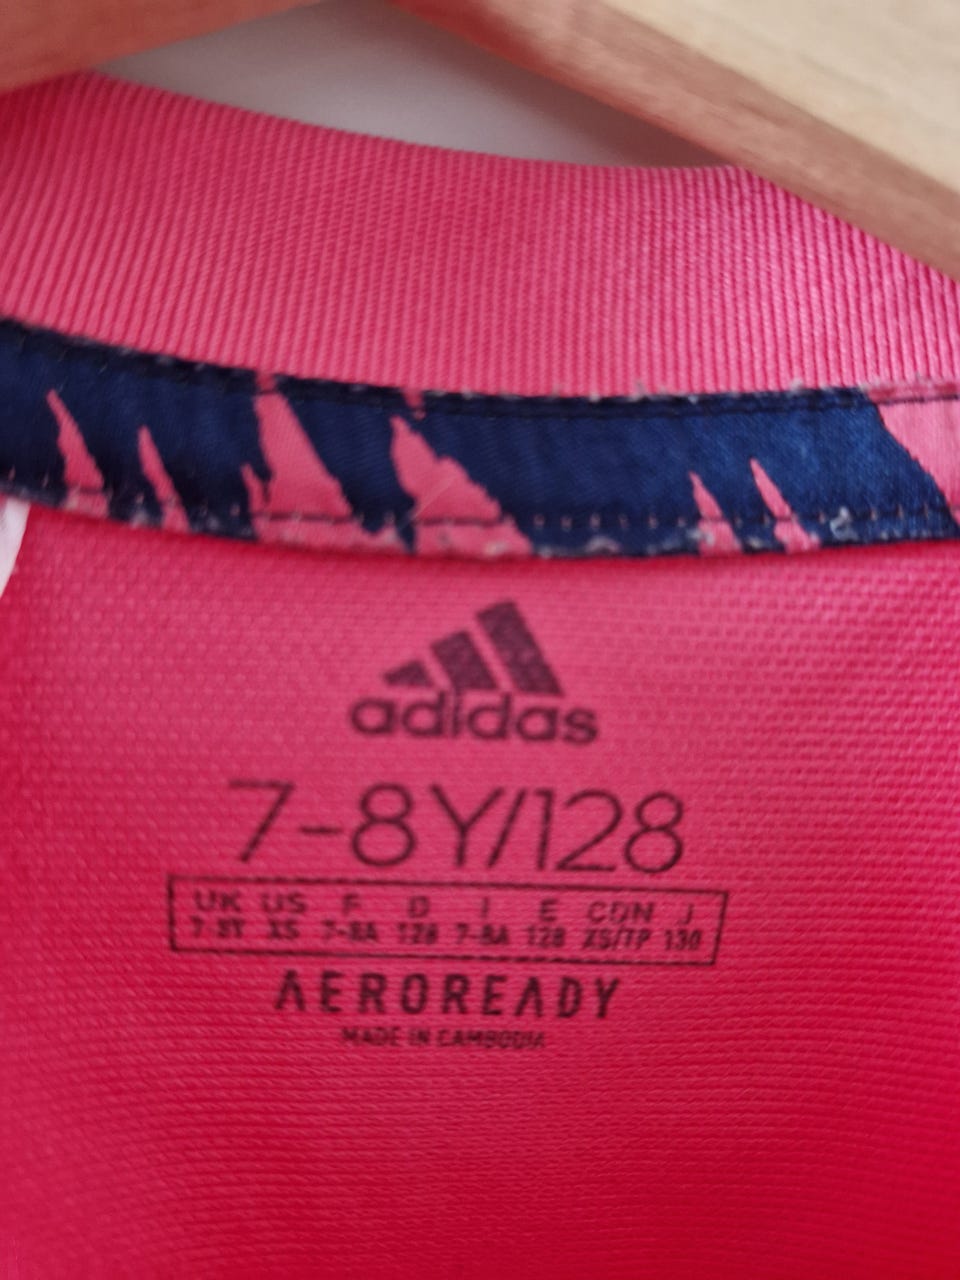 adidas
7-8Y/128
UK US F D I E CDN J
7-8Y XS 7-8A 128 7-8A 128 XS/TP 130
AEROREADY
MADE IN CAMBODIA